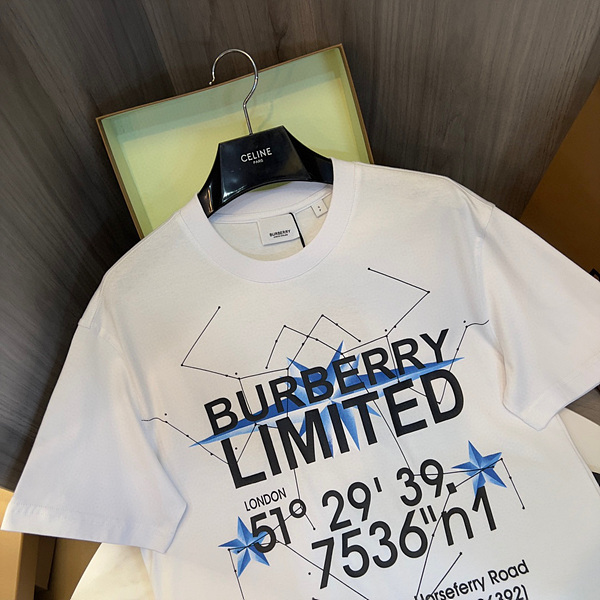 CELINE
PARIS
BURBERRY
BURBERRY
LIMITED
LONDON
51° 29' 39.
7536" n1
Horseferry Road